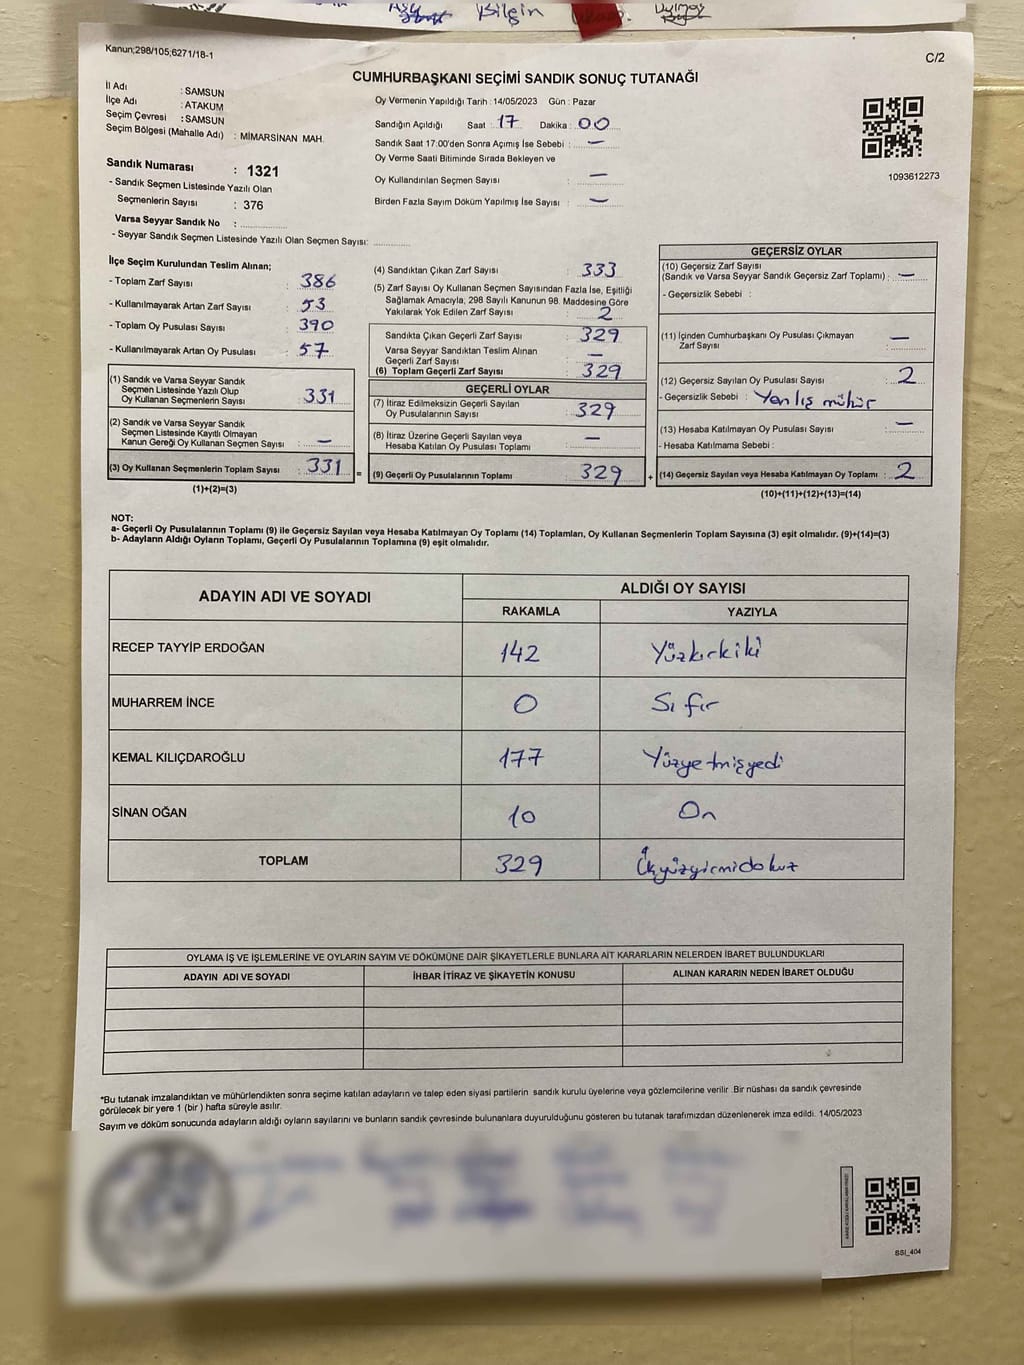 Bilgin
Kanun;298/105;6271/18-1
C/2
CUMHURBAŞKANI SEÇİMİ SANDIK SONUÇ TUTANAĞI
İl Adı : SAMSUN
İlçe Adı : ATAKUM
Seçim Çevresi : SAMSUN
Seçim Bölgesi (Mahalle Adı) : MİMARSİNAN MAH.
Sandık Numarası : 1321
- Sandık Seçmen Listesinde Yazılı Olan
Seçmenlerin Sayısı : 376
Varsa Seyyar Sandık No :
- Seyyar Sandık Seçmen Listesinde Yazılı Olan Seçmen Sayısı:
Oy Vermenin Yapıldığı Tarih : 14/05/2023 Gün : Pazar
Sandığın Açıldığı Saat : 17 Dakika : 00
Sandık Saat 17:00'den Sonra Açımış İse Sebebi : —
Oy Verme Saati Bitiminde Sırada Bekleyen ve
Oy Kullandırılan Seçmen Sayısı : —
Birden Fazla Sayım Döküm Yapılmış İse Sayısı : —
1093612273
İlçe Seçim Kurulundan Teslim Alınan;
- Toplam Zarf Sayısı : 386
- Kullanılmayarak Artan Zarf Sayısı : 53
- Toplam Oy Pusulası Sayısı : 390
- Kullanılmayarak Artan Oy Pusulası : 57
(1) Sandık ve Varsa Seyyar Sandık
Seçmen Listesinde Yazılı Olup
Oy Kullanan Seçmenlerin Sayısı : 331
(2) Sandık ve Varsa Seyyar Sandık
Seçmen Listesinde Kayıtlı Olmayan
Kanun Gereği Oy Kullanan Seçmen Sayısı : —
(3) Oy Kullanan Seçmenlerin Toplam Sayısı : 331
(1)+(2)=(3)
=
(4) Sandıktan Çıkan Zarf Sayısı : 333
(5) Zarf Sayısı Oy Kullanan Seçmen Sayısından Fazla İse, Eşitliği
Sağlamak Amacıyla, 298 Sayılı Kanunun 98. Maddesine Göre
Yakılarak Yok Edilen Zarf Sayısı : 2
Sandıkta Çıkan Geçerli Zarf Sayısı : 329
Varsa Seyyar Sandıktan Teslim Alınan
Geçerli Zarf Sayısı : —
(6) Toplam Geçerli Zarf Sayısı : 329
GEÇERLİ OYLAR
(7) İtiraz Edilmeksizin Geçerli Sayılan
Oy Pusulalarının Sayısı : 329
(8) İtiraz Üzerine Geçerli Sayılan veya
Hesaba Katılan Oy Pusulası Toplamı : —
(9) Geçerli Oy Pusulalarının Toplamı : 329
+
GEÇERSİZ OYLAR
(10) Geçersiz Zarf Sayısı
(Sandık ve Varsa Seyyar Sandık Geçersiz Zarf Toplamı) : —
- Geçersizlik Sebebi :
(11) İçinden Cumhurbaşkanı Oy Pusulası Çıkmayan
Zarf Sayısı : —
(12) Geçersiz Sayılan Oy Pusulası Sayısı : 2
- Geçersizlik Sebebi : Yanlış mühür
(13) Hesaba Katılmayan Oy Pusulası Sayısı : —
- Hesaba Katılmama Sebebi :
(14) Geçersiz Sayılan veya Hesaba Katılmayan Oy Toplamı : 2
(10)+(11)+(12)+(13)=(14)
NOT:
a- Geçerli Oy Pusulalarının Toplamı (9) ile Geçersiz Sayılan veya Hesaba Katılmayan Oy Toplamı (14) Toplamları, Oy Kullanan Seçmenlerin Toplam Sayısına (3) eşit olmalıdır. (9)+(14)=(3)
b- Adayların Aldığı Oyların Toplamı, Geçerli Oy Pusulalarının Toplamına (9) eşit olmalıdır.
ADAYIN ADI VE SOYADI ALDIĞI OY SAYISI
RAKAMLA YAZIYLA
RECEP TAYYİP ERDOĞAN 142 Yüzkırkiki
MUHARREM İNCE 0 Sıfır
KEMAL KILIÇDAROĞLU 177 Yüzyetmişyedi
SİNAN OĞAN 10 On
TOPLAM 329 Üçyüzyirmidokuz
OYLAMA İŞ VE İŞLEMLERİNE VE OYLARIN SAYIM VE DÖKÜMÜNE DAİR ŞİKAYETLERLE BUNLARA AİT KARARLARIN NELERDEN İBARET BULUNDUKLARI
ADAYIN ADI VE SOYADI İHBAR İTİRAZ VE ŞİKAYETİN KONUSU ALINAN KARARIN NEDEN İBARET OLDUĞU
*Bu tutanak imzalandıktan ve mühürlendikten sonra seçime katılan adayların ve talep eden siyasi partilerin sandık kurulu üyelerine veya gözlemcilerine verilir .Bir nüshası da sandık çevresinde
görülecek bir yere 1 (bir ) hafta süreyle asılır.
Sayım ve döküm sonucunda adayların aldığı oyların sayılarını ve bunların sandık çevresinde bulunanlara duyurulduğunu gösteren bu tutanak tarafımızdan düzenlenerek imza edildi. 14/05/2023
SSI_404